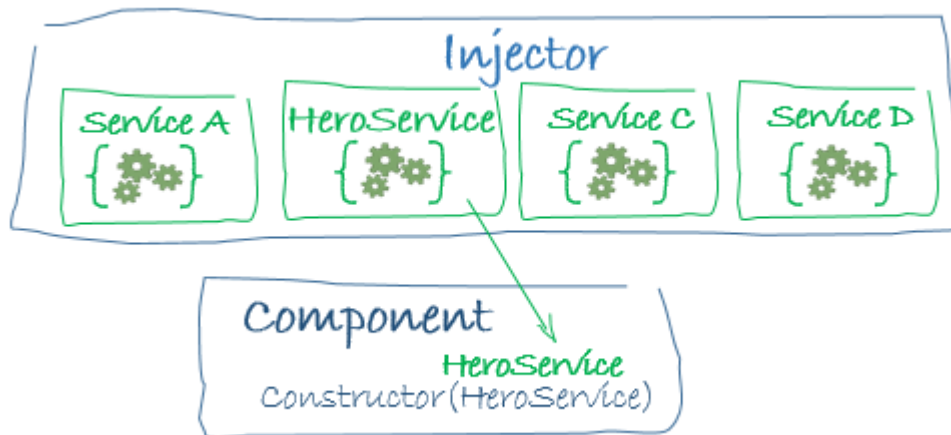 Injector
Service A
HeroService
Service C
Service D
Component
HeroService
Constructor(HeroService)